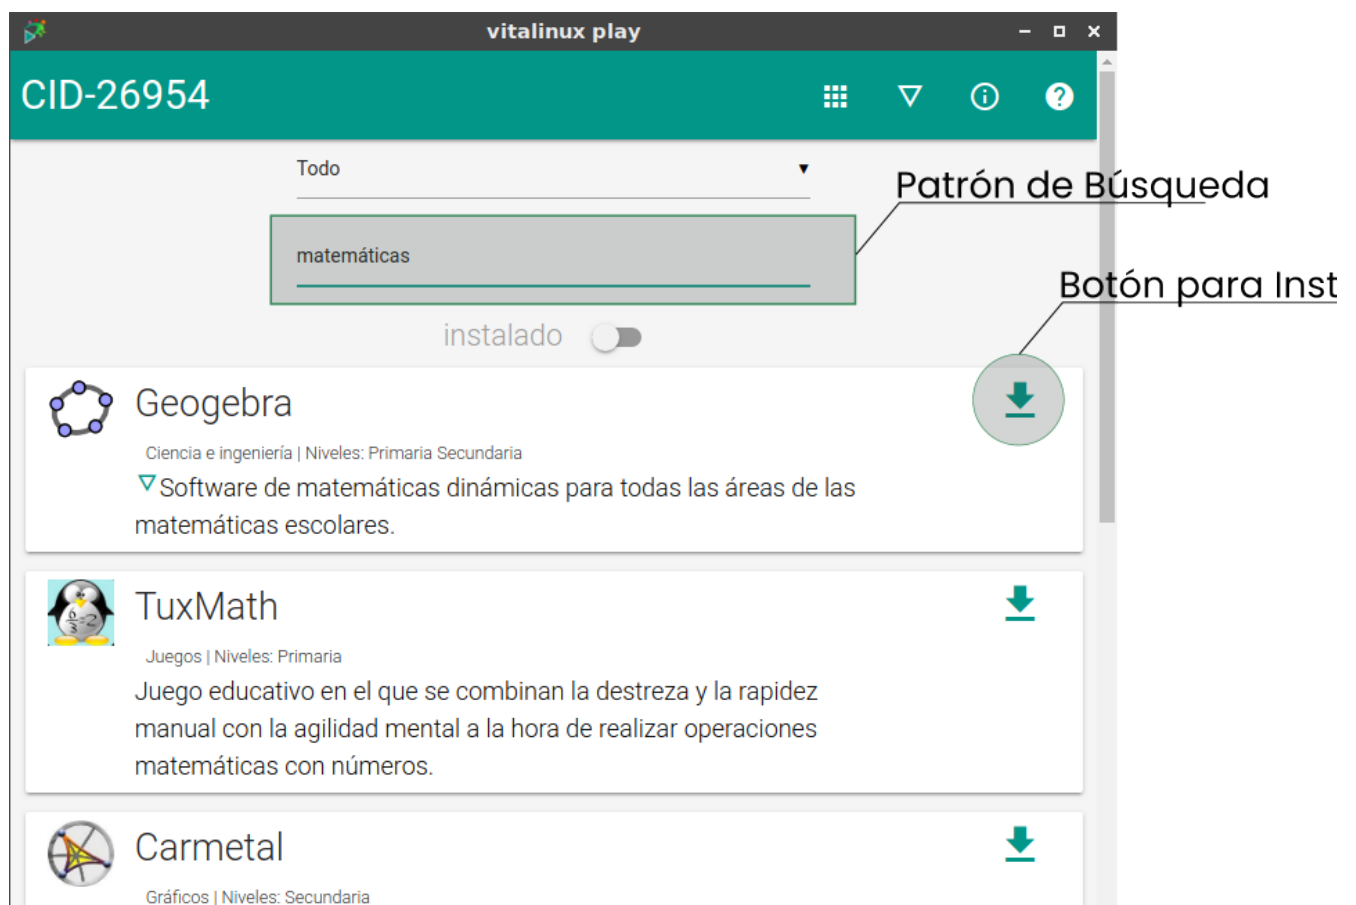 vitalinux play
CID-26954
Todo
Patrón de Búsqueda
matemáticas
Botón para Inst
instalado
Geogebra
Ciencia e ingeniería | Niveles: Primaria Secundaria
Software de matemáticas dinámicas para todas las áreas de las
matemáticas escolares.
TuxMath
Juegos | Niveles: Primaria
Juego educativo en el que se combinan la destreza y la rapidez
manual con la agilidad mental a la hora de realizar operaciones
matemáticas con números.
Carmetal
Gráficos | Niveles: Secundaria